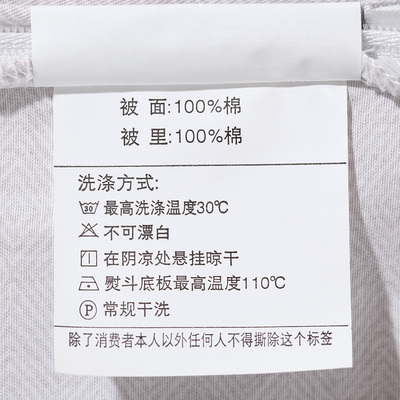 被 面:100%棉
被 里:100%棉
洗涤方式:
30 最高洗涤温度30℃
不可漂白
在阴凉处悬挂晾干
熨斗底板最高温度110℃
P 常规干洗
除了消费者本人以外任何人不得撕除这个标签